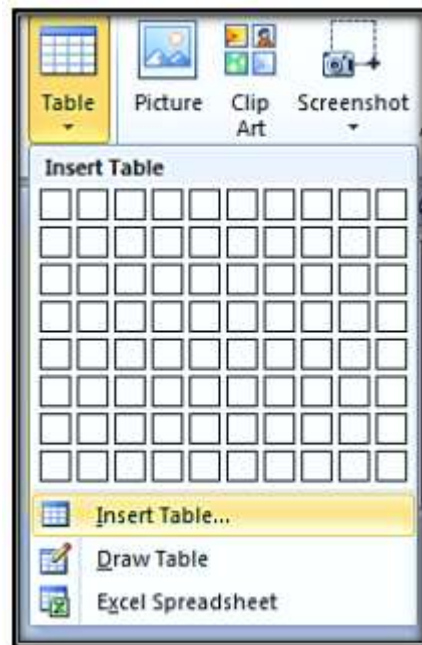 Table Picture Clip Screenshot
Art
Insert Table
Insert Table...
Draw Table
Excel Spreadsheet